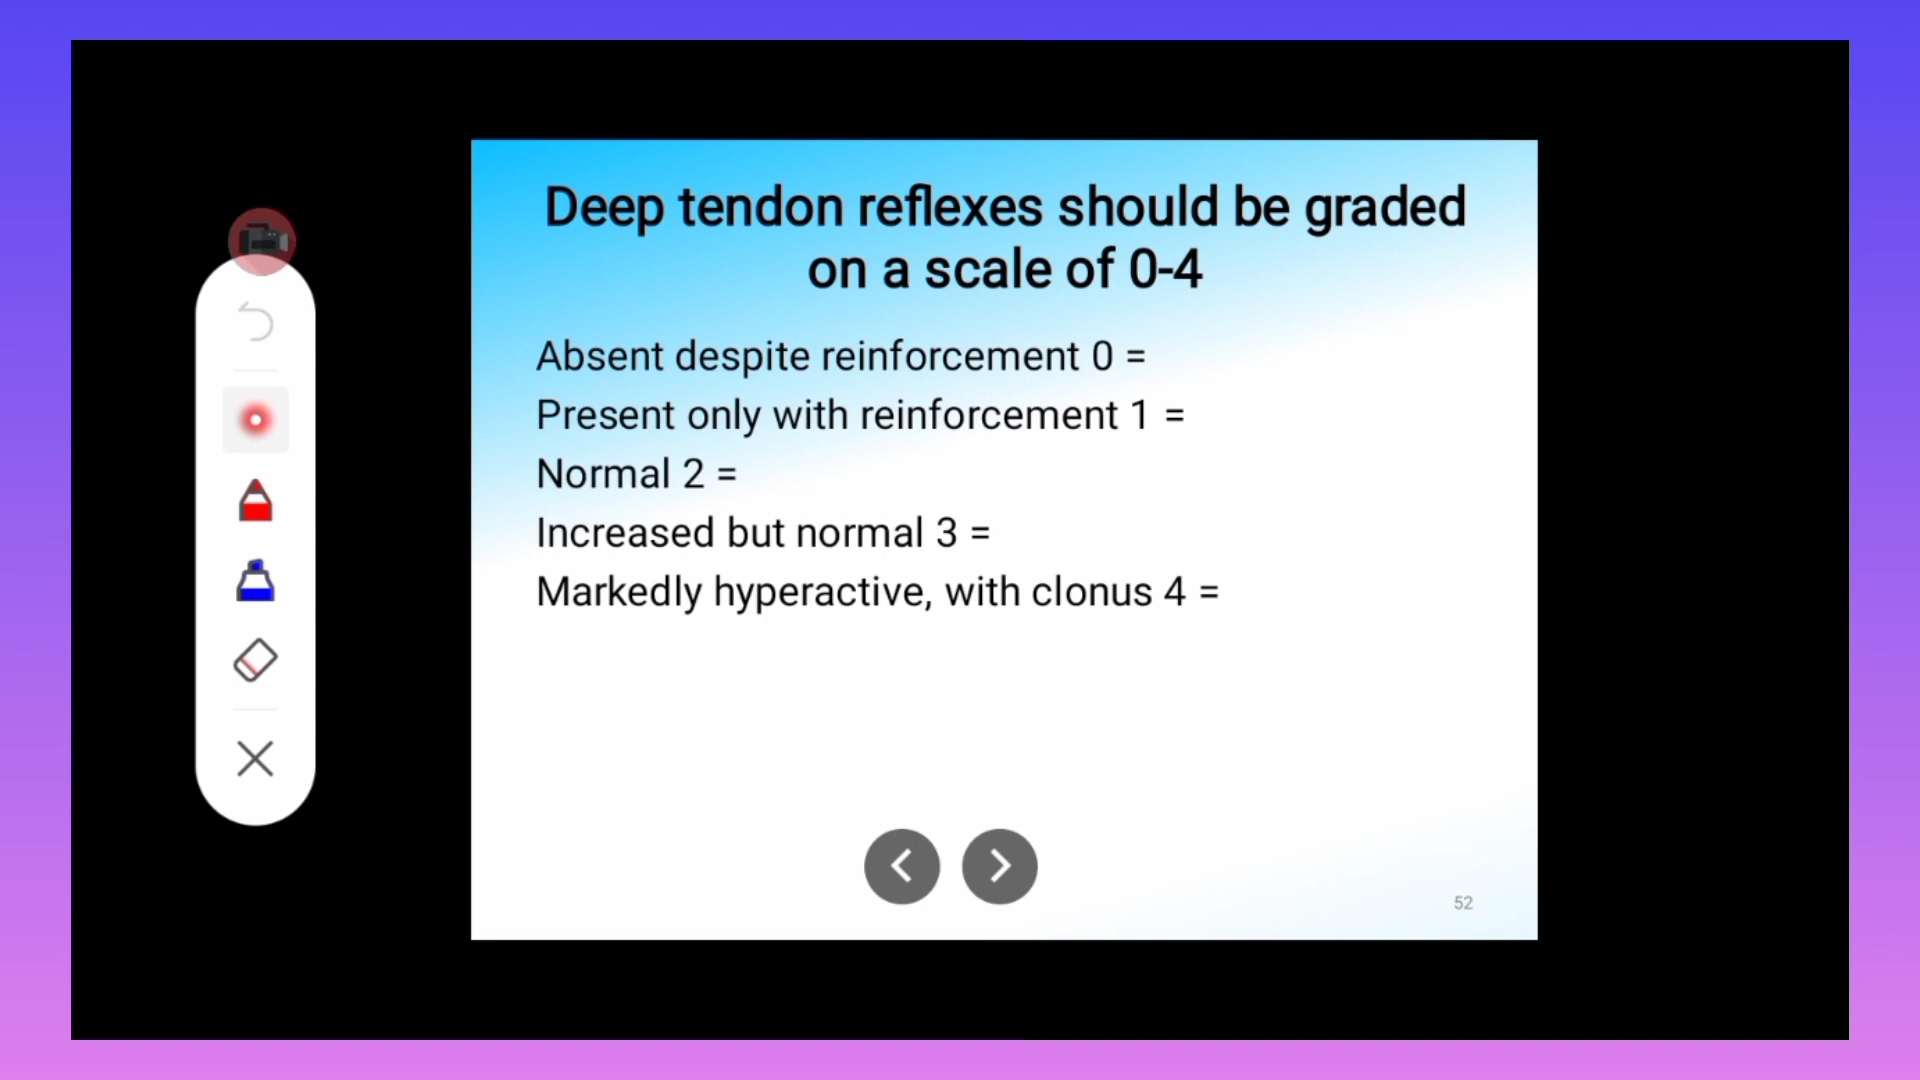 Deep tendon reflexes should be graded
on a scale of 0-4
Absent despite reinforcement 0 =
Present only with reinforcement 1 =
Normal 2 =
Increased but normal 3 =
Markedly hyperactive, with clonus 4 =
52